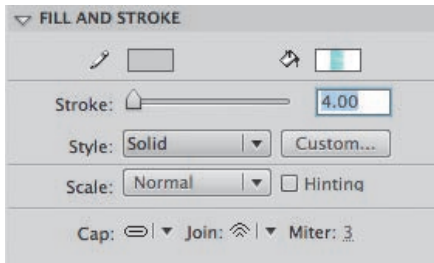 FILL AND STROKE
Stroke: 4.00
Style: Solid Custom...
Scale: Normal Hinting
Cap: Join: Miter: 3